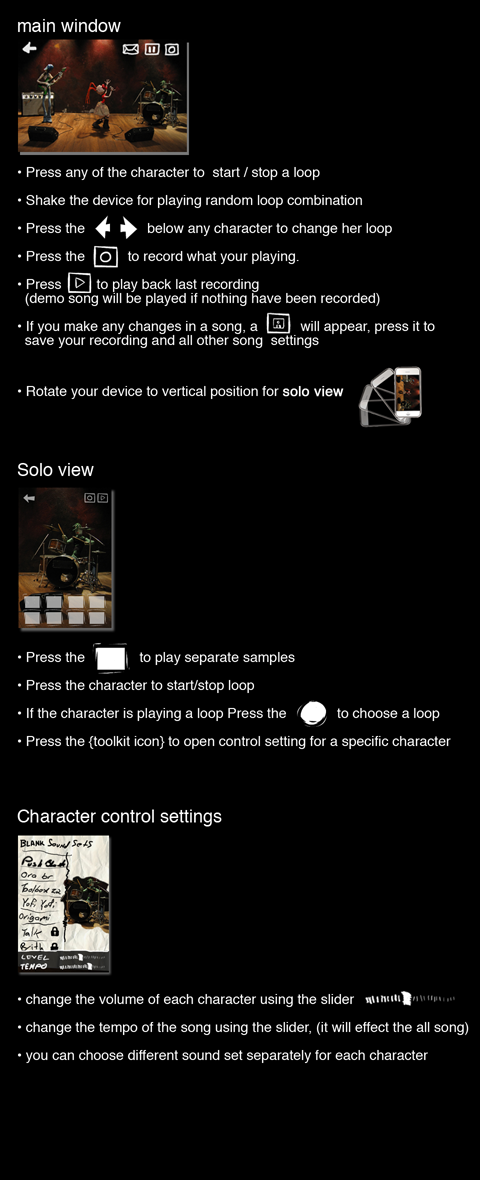 main window
• Press any of the character to start / stop a loop
• Shake the device for playing random loop combination
• Press the below any character to change her loop
• Press the to record what your playing.
• Press to play back last recording
(demo song will be played if nothing have been recorded)
• If you make any changes in a song, a will appear, press it to
save your recording and all other song settings
• Rotate your device to vertical position for solo view
Solo view
• Press the to play separate samples
• Press the character to start/stop loop
• If the character is playing a loop Press the to choose a loop
• Press the {toolkit icon} to open control setting for a specific character
Character control settings
BLANK Sound Sets
Oro br
Toolbox
Yofi Yofi
Origami
Talk
Brith
LEVEL
TEMPO
• change the volume of each character using the slider
• change the tempo of the song using the slider, (it will effect the all song)
• you can choose different sound set separately for each character